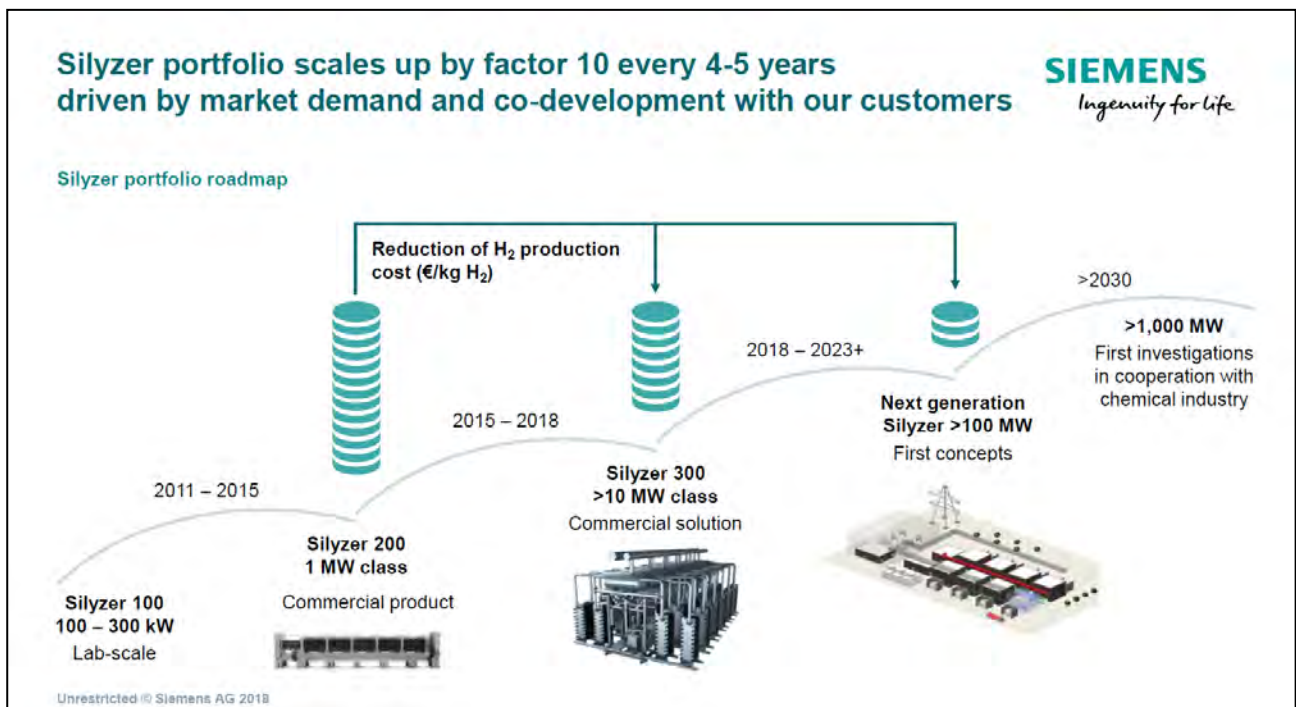 Silyzer portfolio scales up by factor 10 every 4-5 years
driven by market demand and co-development with our customers
SIEMENS
Ingenuity for life
Silyzer portfolio roadmap
Reduction of H₂ production
cost (€/kg H₂)
>2030
>1,000 MW
First investigations
in cooperation with
chemical industry
2018 – 2023+
Next generation
Silyzer >100 MW
First concepts
2015 – 2018
Silyzer 300
>10 MW class
Commercial solution
2011 – 2015
Silyzer 200
1 MW class
Commercial product
Silyzer 100
100 – 300 kW
Lab-scale
Unrestricted © Siemens AG 2018